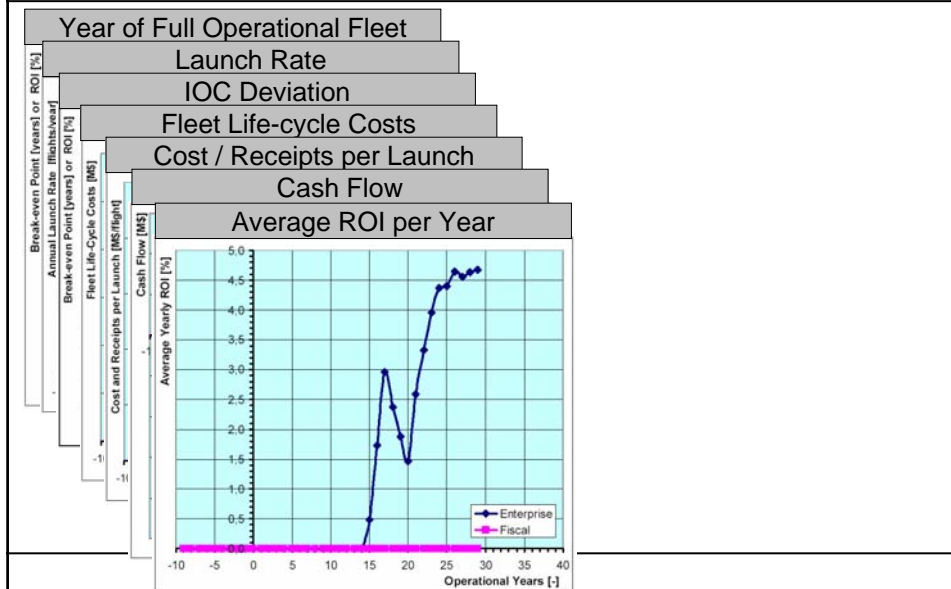 Year of Full Operational Fleet
Launch Rate
IOC Deviation
Fleet Life-cycle Costs
Cost / Receipts per Launch
Cash Flow
Average ROI per Year
Break-even Point [years] or ROI [%]
Annual Launch Rate [flights/year]
Break-even Point [years] or ROI [%]
Fleet Life-Cycle Costs [M$]
Cost and Receipts per Launch [M$/flight]
Cash Flow [M$]
Average Yearly ROI [%]
5.0
4.5
4.0
3.5
3.0
2.5
2.0
1.5
1.0
0.5
0.0
Enterprise
Fiscal
-10 -5 0 5 10 15 20 25 30 35 40
Operational Years [-]